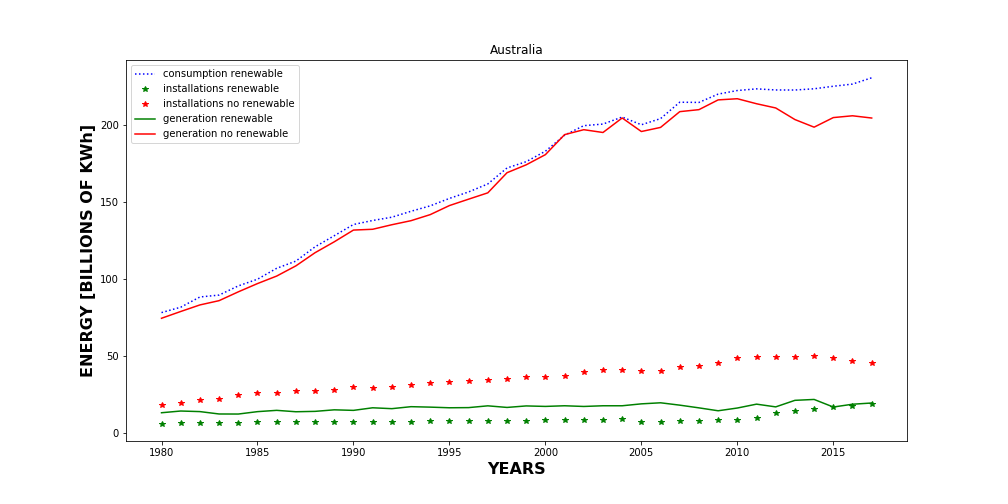 Australia
consumption renewable
installations renewable
installations no renewable
generation renewable
generation no renewable
ENERGY [BILLIONS OF KWh]
200
150
100
50
0
1980 1985 1990 1995 2000 2005 2010 2015
YEARS